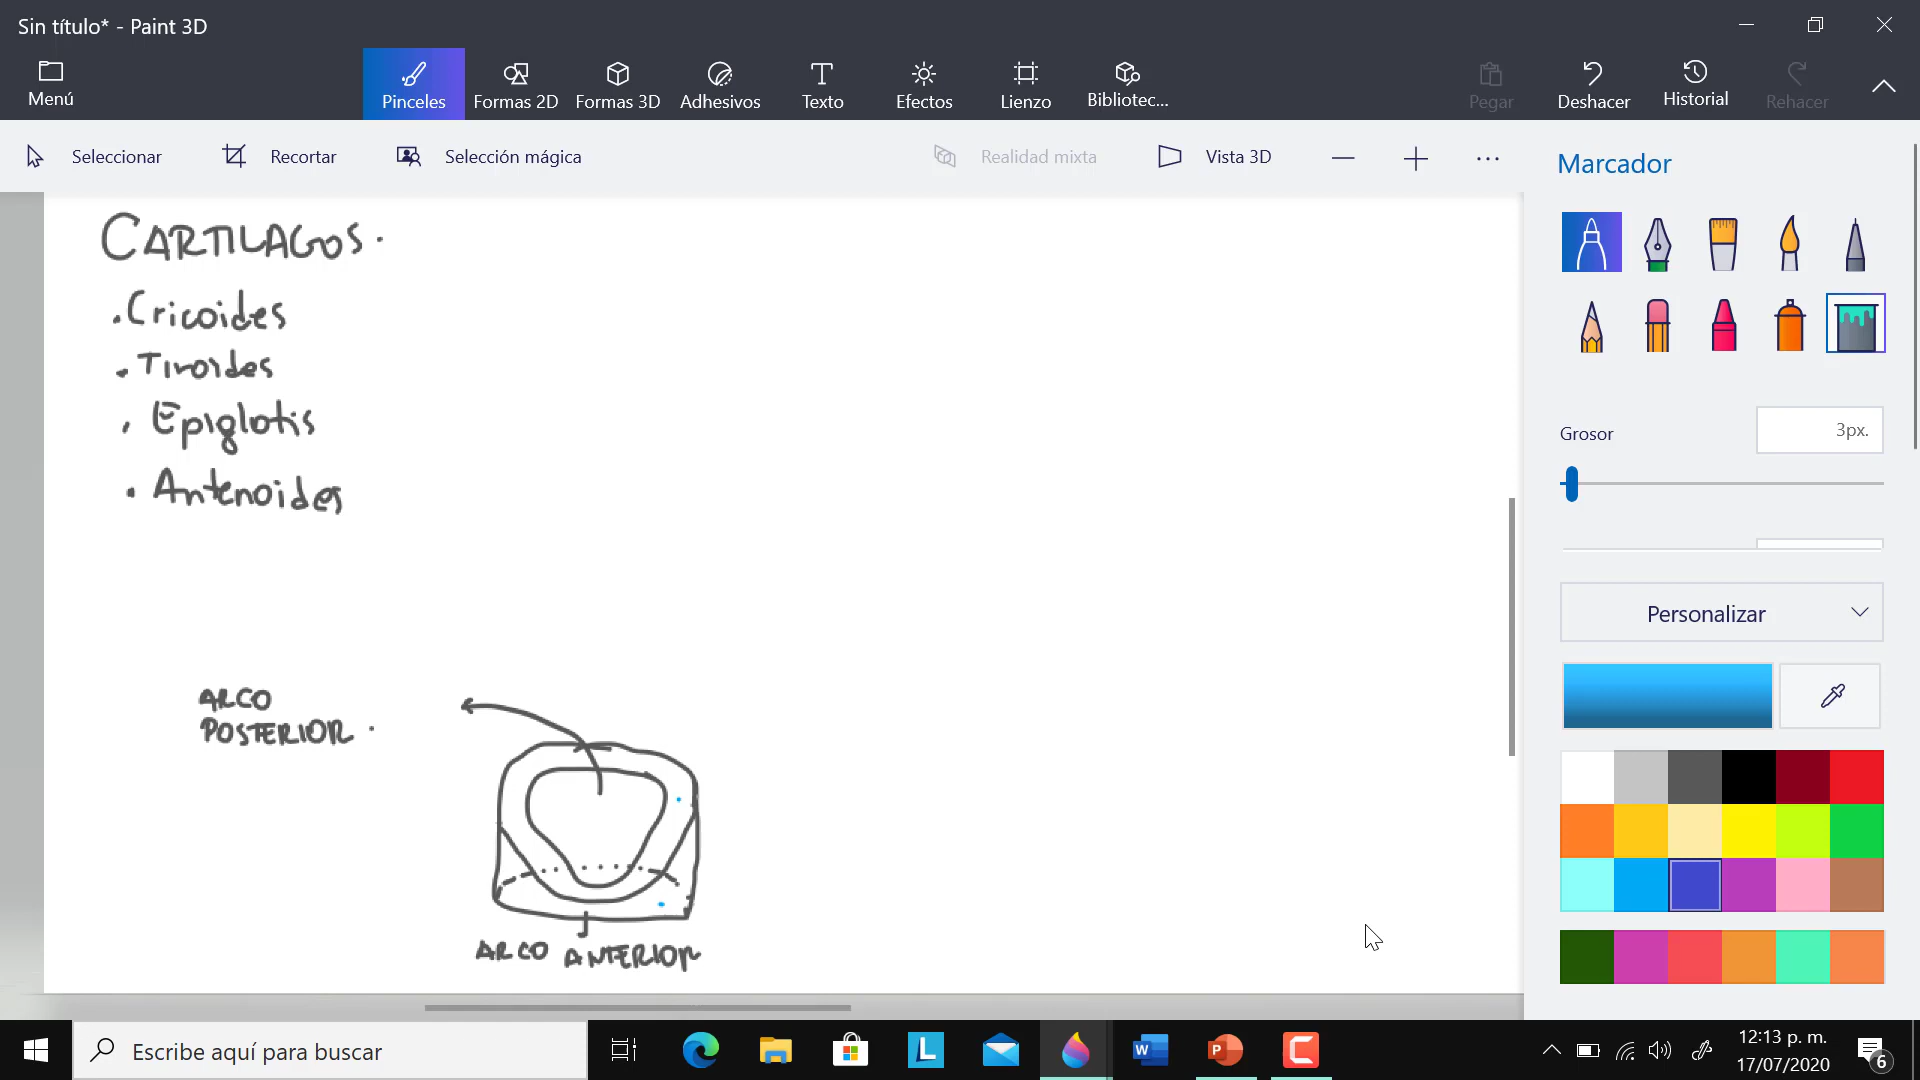 Sin título* - Paint 3D
Menú
Pinceles
Formas 2D
Formas 3D
Adhesivos
Texto
Efectos
Lienzo
Bibliotec...
Pegar
Deshacer
Historial
Rehacer
Seleccionar
Recortar
Selección mágica
Realidad mixta
Vista 3D
Marcador
CARTILAGOS.
. Cricoides
. Tiroides
. Epiglotis
. Aritenoides
Grosor
3px.
Personalizar
ARCO
POSTERIOR.
ARCO ANTERIOR
Escribe aquí para buscar
12:13 p. m.
17/07/2020
6